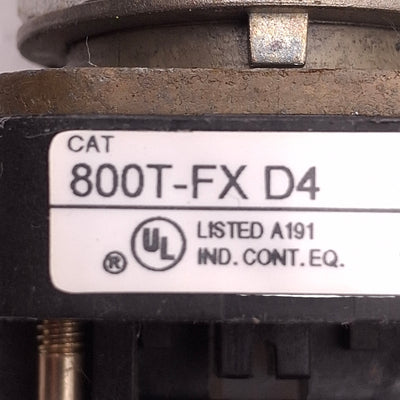 CAT
800T-FX D4
UL LISTED A191
® IND. CONT. EQ.